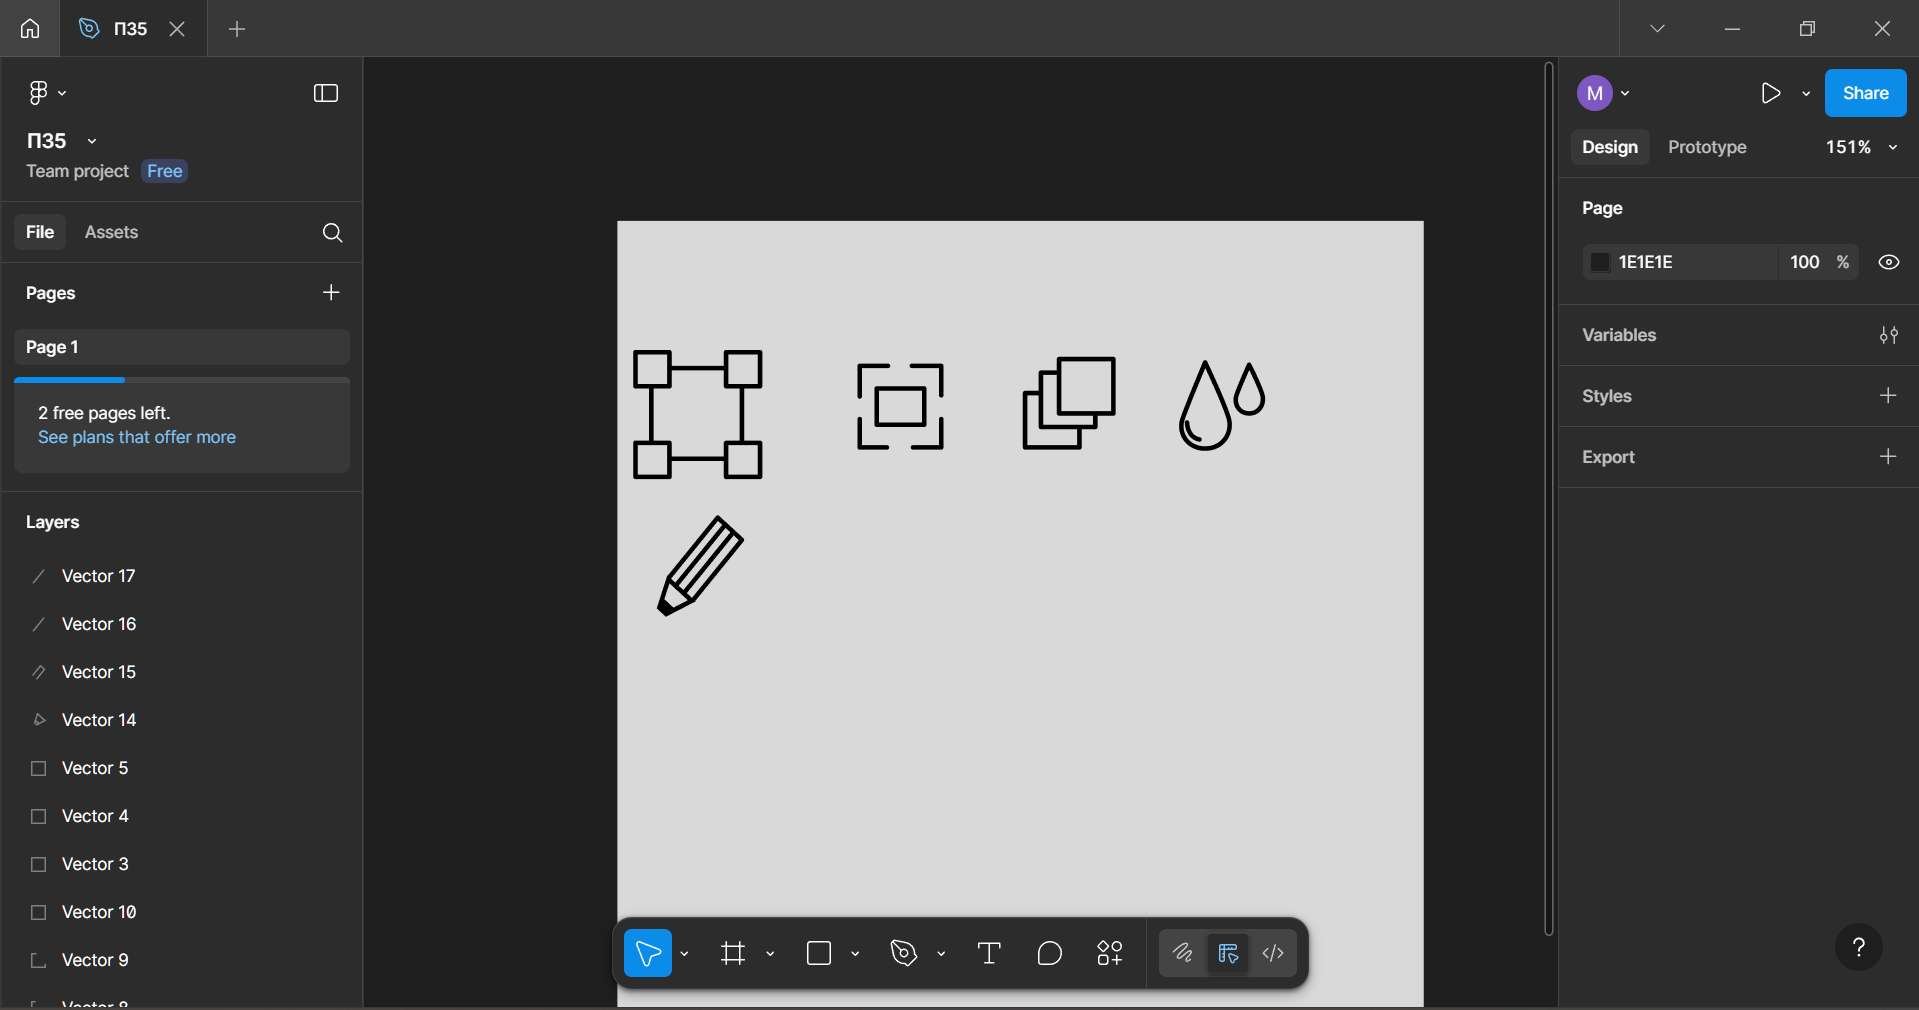 П35
П35
Team project Free
File Assets
Pages
Page 1
2 free pages left.
See plans that offer more
Layers
Vector 17
Vector 16
Vector 15
Vector 14
Vector 5
Vector 4
Vector 3
Vector 10
Vector 9
Vector 8
M
Share
Design Prototype 151%
Page
1E1E1E 100 %
Variables
Styles
Export
?